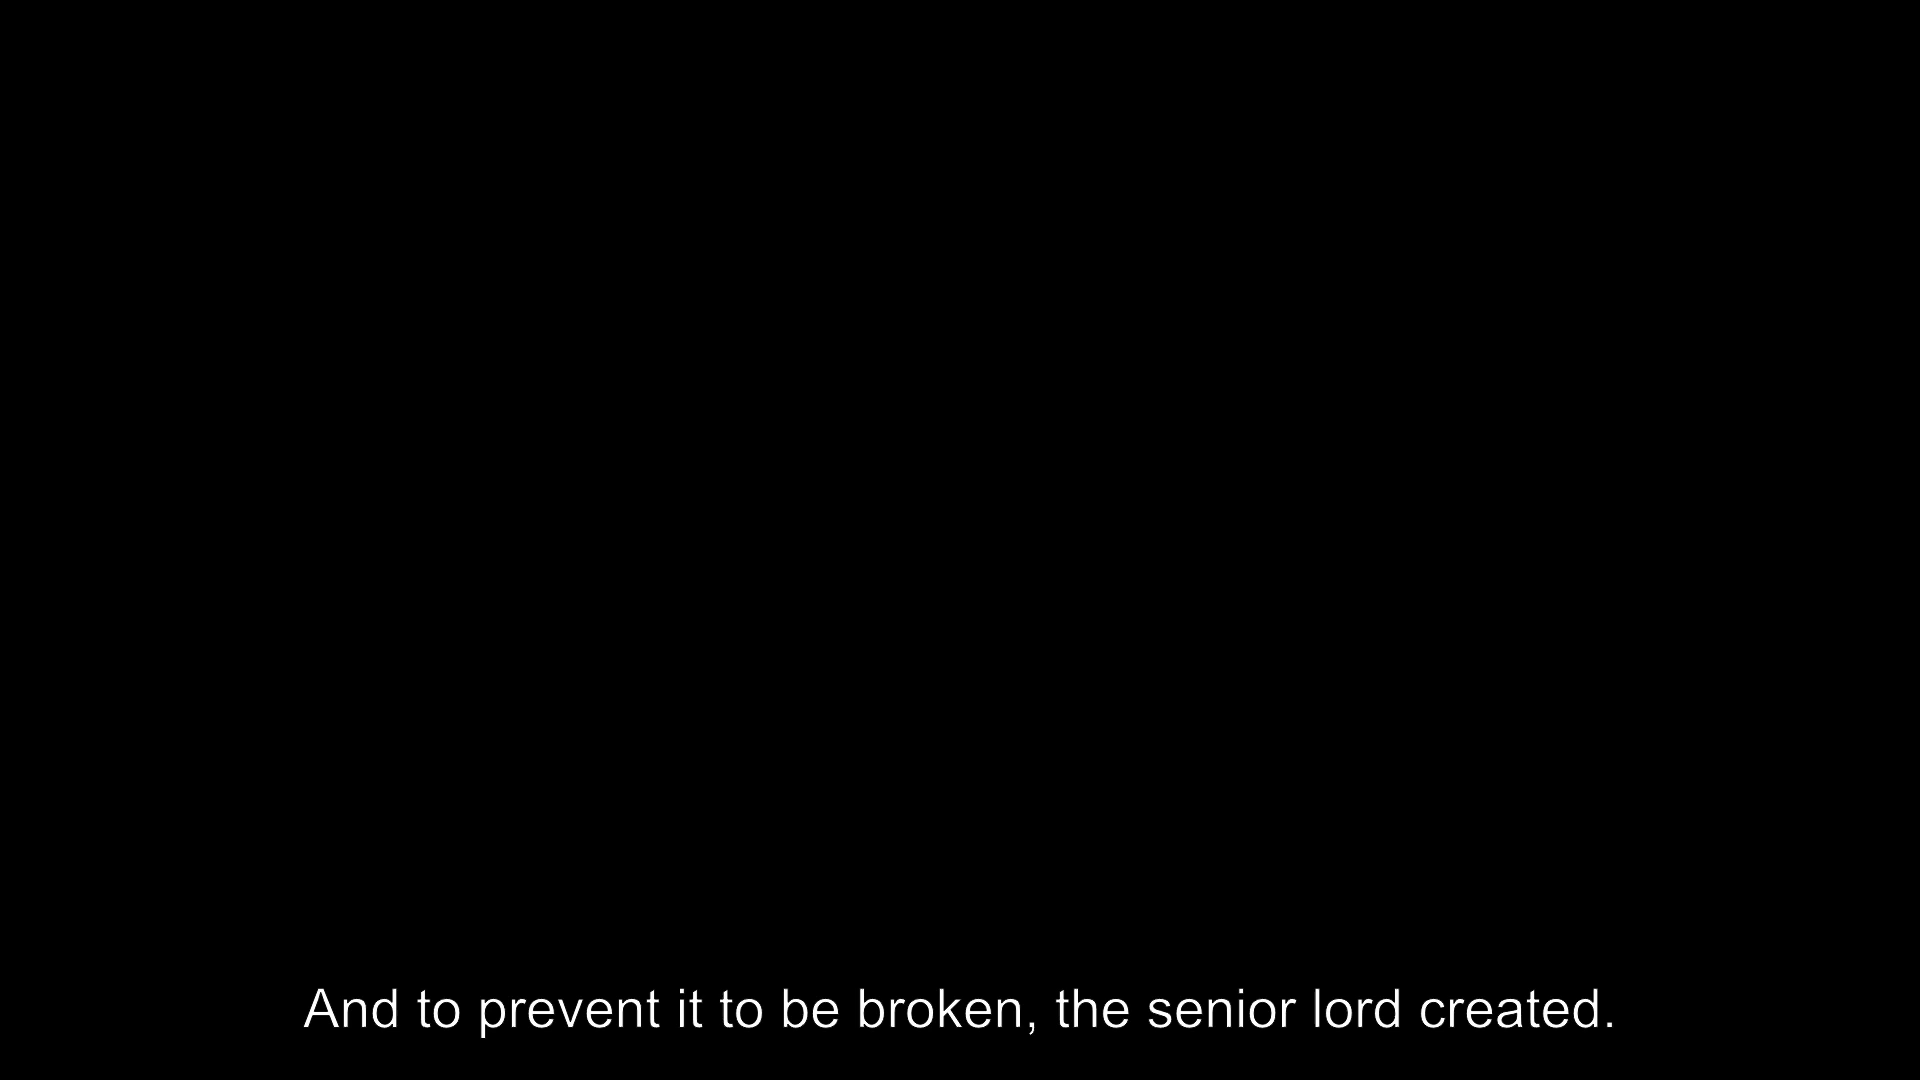 And to prevent it to be broken, the senior lord created.